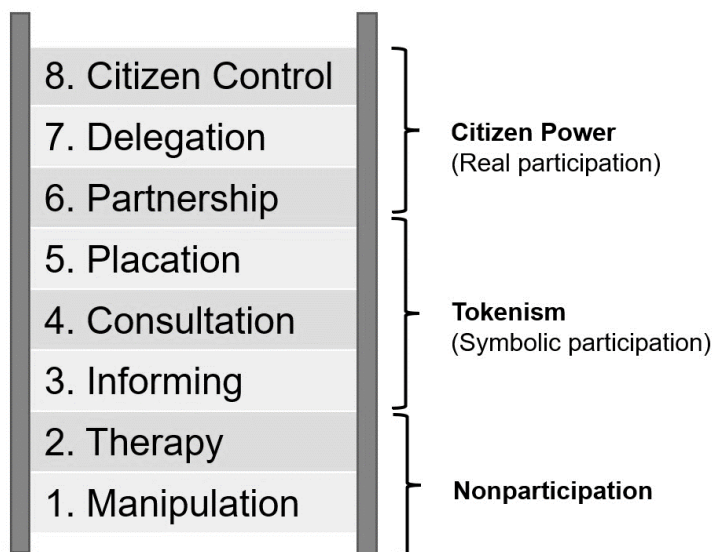 8. Citizen Control
7. Delegation
6. Partnership
5. Placation
4. Consultation
3. Informing
2. Therapy
1. Manipulation
Citizen Power
(Real participation)
Tokenism
(Symbolic participation)
Nonparticipation